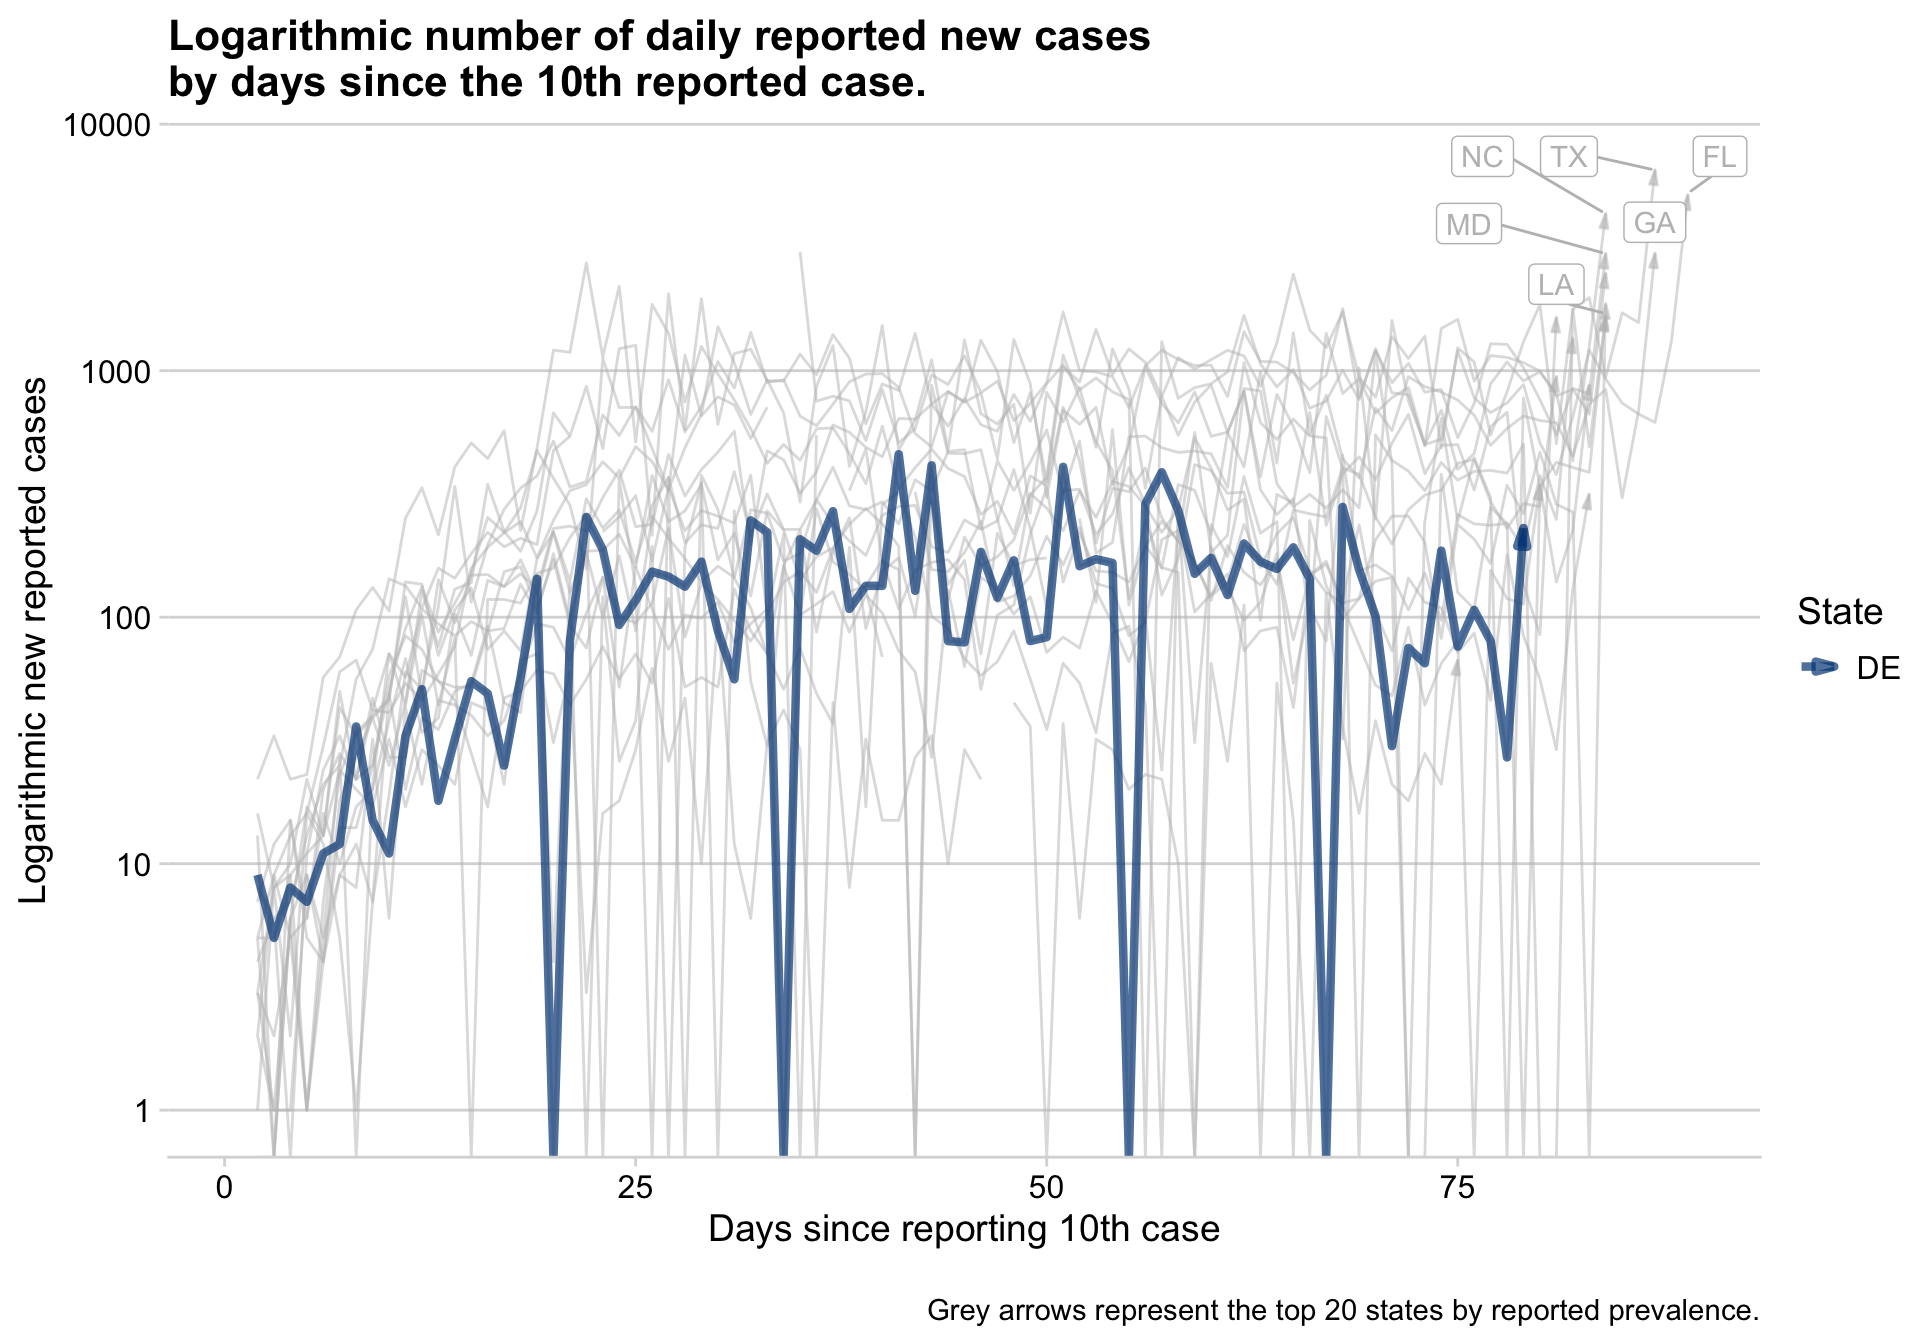 Logarithmic number of daily reported new cases
by days since the 10th reported case.
10000
1000
100
10
1
Logarithmic new reported cases
NC
TX
FL
MD
GA
LA
State
DE
0
25
50
75
Days since reporting 10th case
Grey arrows represent the top 20 states by reported prevalence.